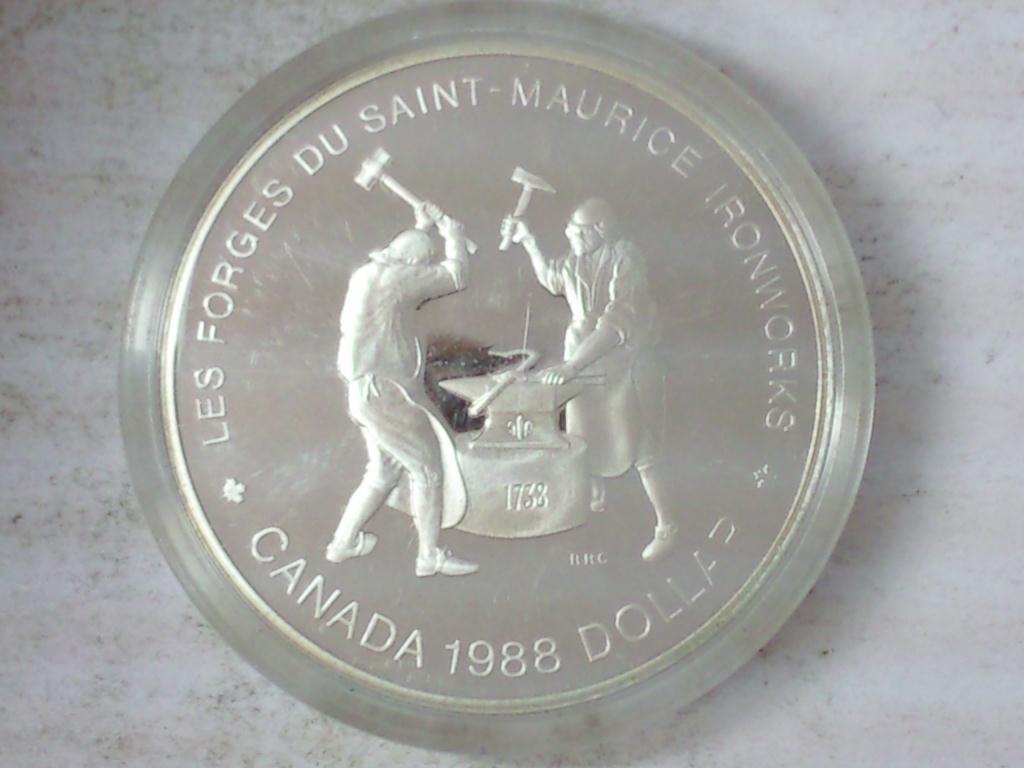 LES FORGES DU SAINT-MAURICE IRONWORKS
1738
RRC
CANADA 1988 DOLLAR